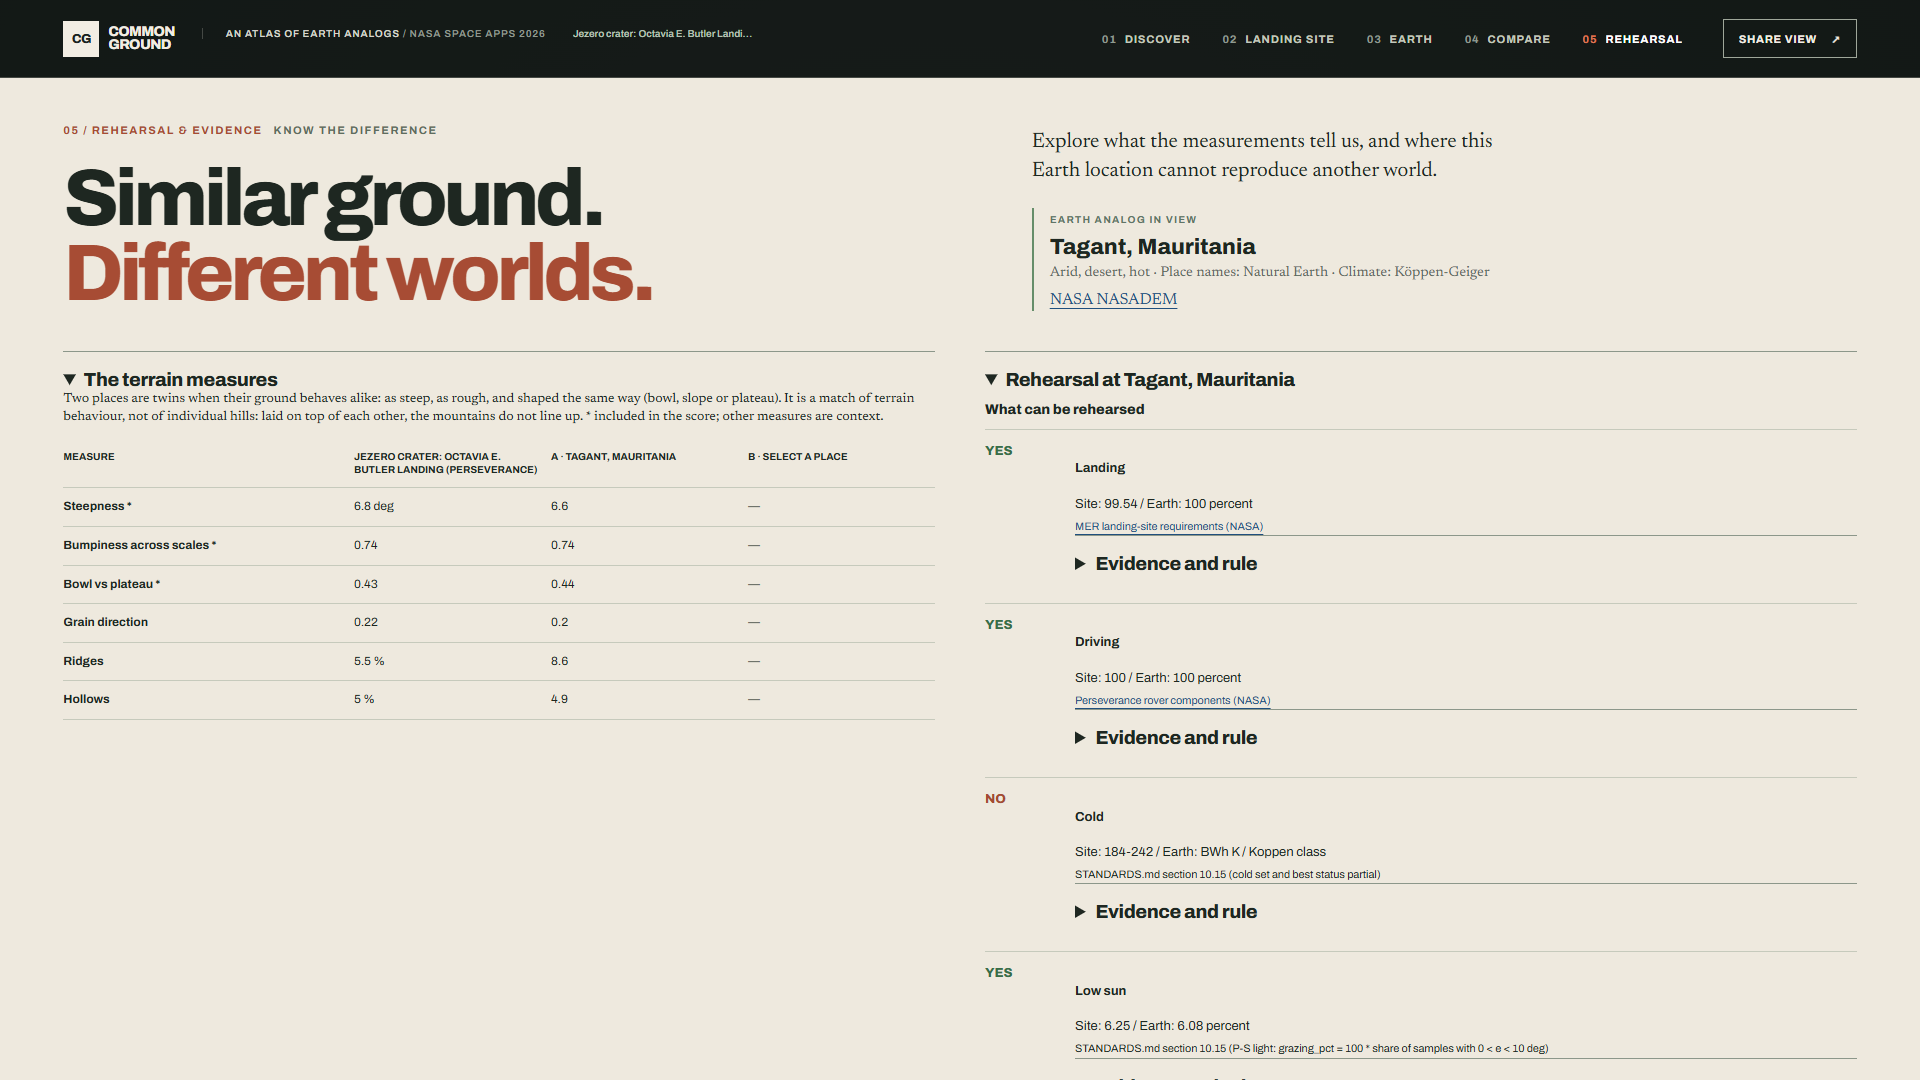 CG
COMMON
GROUND
AN ATLAS OF EARTH ANALOGS / NASA SPACE APPS 2026
Jezero crater: Octavia E. Butler Landi...
01 DISCOVER
02 LANDING SITE
03 EARTH
04 COMPARE
05 REHEARSAL
SHARE VIEW ↗
05 / REHEARSAL & EVIDENCE KNOW THE DIFFERENCE
Similar ground.
Different worlds.
Explore what the measurements tell us, and where this
Earth location cannot reproduce another world.
EARTH ANALOG IN VIEW
Tagant, Mauritania
Arid, desert, hot · Place names: Natural Earth · Climate: Köppen-Geiger
NASA NASADEM
▼ The terrain measures
Two places are twins when their ground behaves alike: as steep, as rough, and shaped the same way (bowl, slope or plateau). It is a match of terrain
behaviour, not of individual hills: laid on top of each other, the mountains do not line up. * included in the score; other measures are context.
MEASURE
JEZERO CRATER: OCTAVIA E.
BUTLER LANDING (PERSEVERANCE)
A · TAGANT, MAURITANIA
B · SELECT A PLACE
Steepness * 6.8 deg 6.6 —
Bumpiness across scales * 0.74 0.74 —
Bowl vs plateau * 0.43 0.44 —
Grain direction 0.22 0.2 —
Ridges 5.5 % 8.6 —
Hollows 5 % 4.9 —
▼ Rehearsal at Tagant, Mauritania
What can be rehearsed
YES
Landing
Site: 99.54 / Earth: 100 percent
MER landing-site requirements (NASA)
▶ Evidence and rule
YES
Driving
Site: 100 / Earth: 100 percent
Perseverance rover components (NASA)
▶ Evidence and rule
NO
Cold
Site: 184-242 / Earth: BWh K / Koppen class
STANDARDS.md section 10.15 (cold set and best status partial)
▶ Evidence and rule
YES
Low sun
Site: 6.25 / Earth: 6.08 percent
STANDARDS.md section 10.15 (P-S light: grazing_pct = 100 * share of samples with 0 < e < 10 deg)